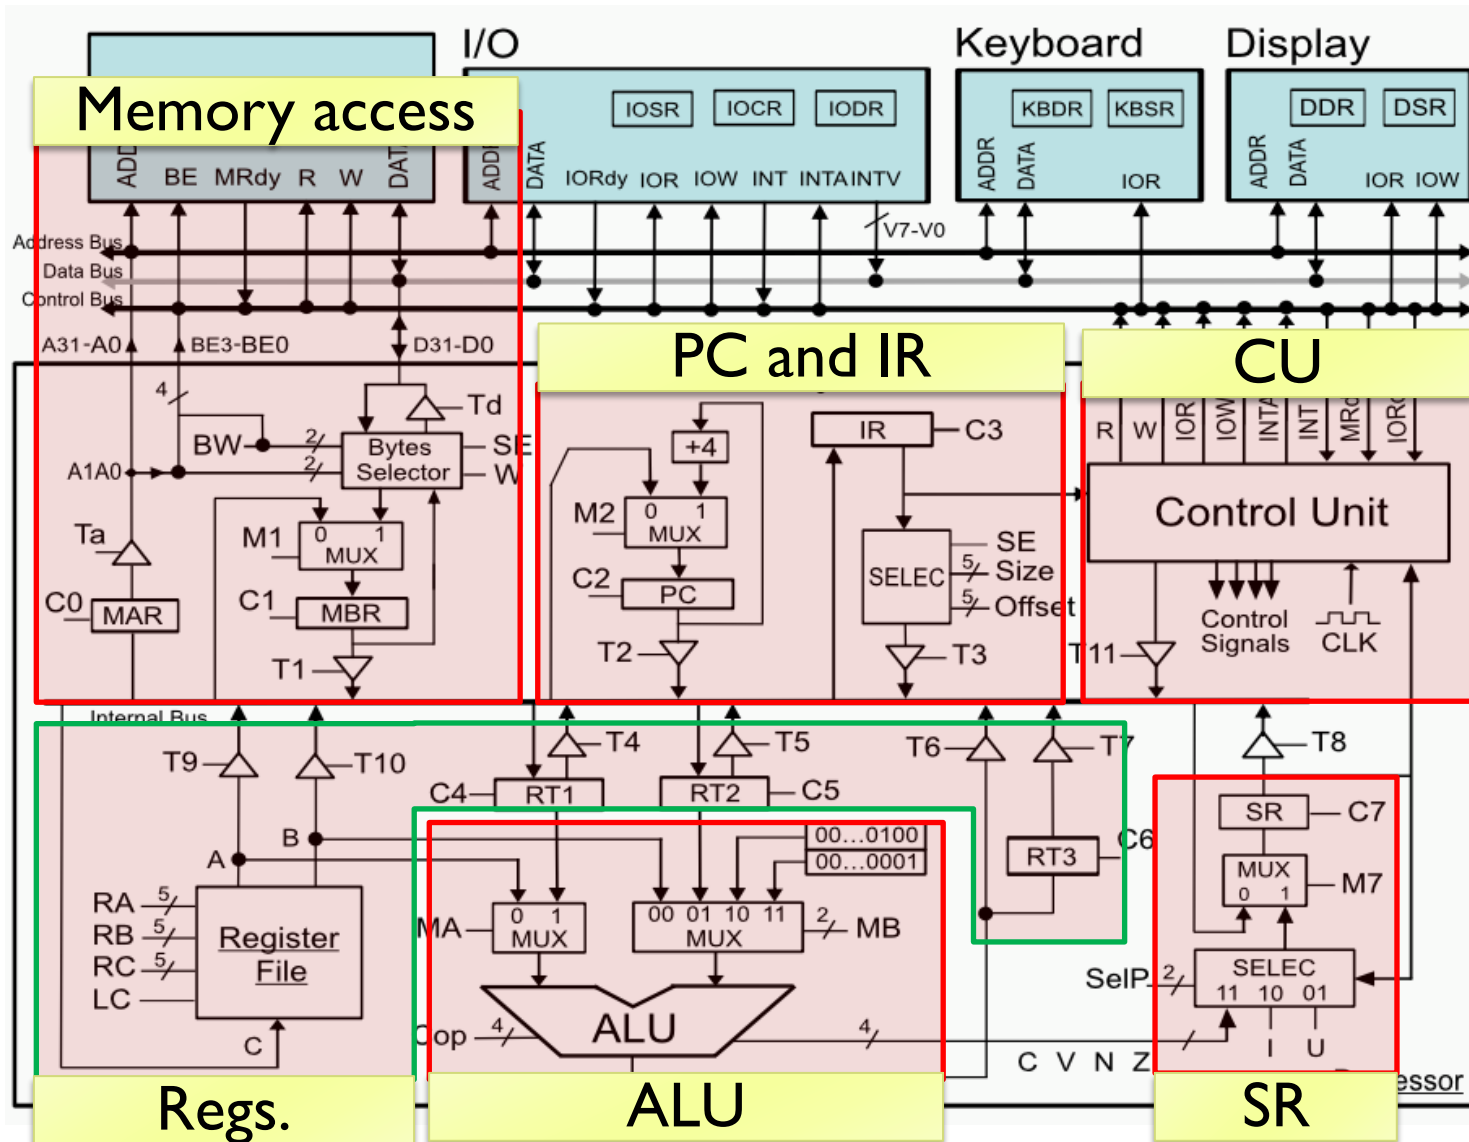 I/O
Keyboard
Display
Memory access
IOSR
IOCR
IODR
KBDR
KBSR
DDR
DSR
BE
MRdy
R
W
DATA
ADDR
DATA
IORdy
IOR
IOW
INT
INTA
INTV
ADDR
DATA
IOR
ADDR
DATA
IOR
IOW
V7-V0
Address Bus
Data Bus
Control Bus
A31-A0
BE3-BE0
D31-D0
PC and IR
CU
4
Td
BW
2
Bytes
Selector
SE
A1A0
2
W
+4
IR
C3
R
W
IOR
IOW
INTA
INT
Control Unit
M1
0 1
MUX
M2
0 1
MUX
Ta
C0
MAR
C1
MBR
T1
C2
PC
T2
SELEC
SE
5
Size
5
Offset
T3
Control
Signals
CLK
T11
Internal Bus
T9
T10
T4
T5
T6
T7
T8
C4
RT1
RT2
C5
00...0100
00...0001
RT3
C6
SR
C7
MUX
0 1
M7
A
B
RA
5
RB
5
RC
5
LC
Register
File
C
MA
0 1
MUX
00 01 10 11
MUX
2
MB
Cop
4
ALU
4
C V N Z
SelP
2
SELEC
11 10 01
I U
Regs.
ALU
SR